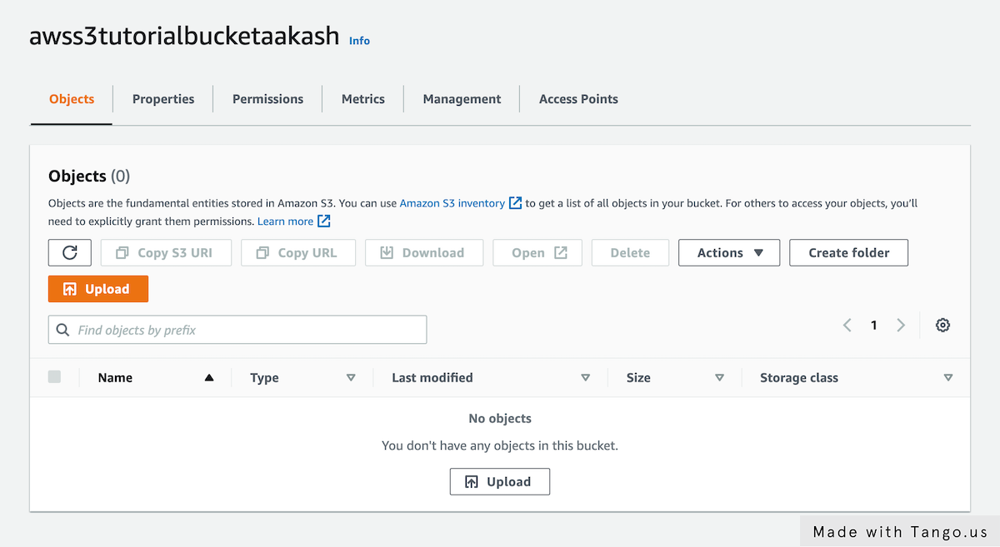 awss3tutorialbucketaakash Info
Objects Properties Permissions Metrics Management Access Points
Objects (0)
Objects are the fundamental entities stored in Amazon S3. You can use Amazon S3 inventory to get a list of all objects in your bucket. For others to access your objects, you'll
need to explicitly grant them permissions. Learn more
Copy S3 URI Copy URL Download Open Delete Actions Create folder
Upload
Find objects by prefix 1
Name Type Last modified Size Storage class
No objects
You don't have any objects in this bucket.
Upload
Made with Tango.us